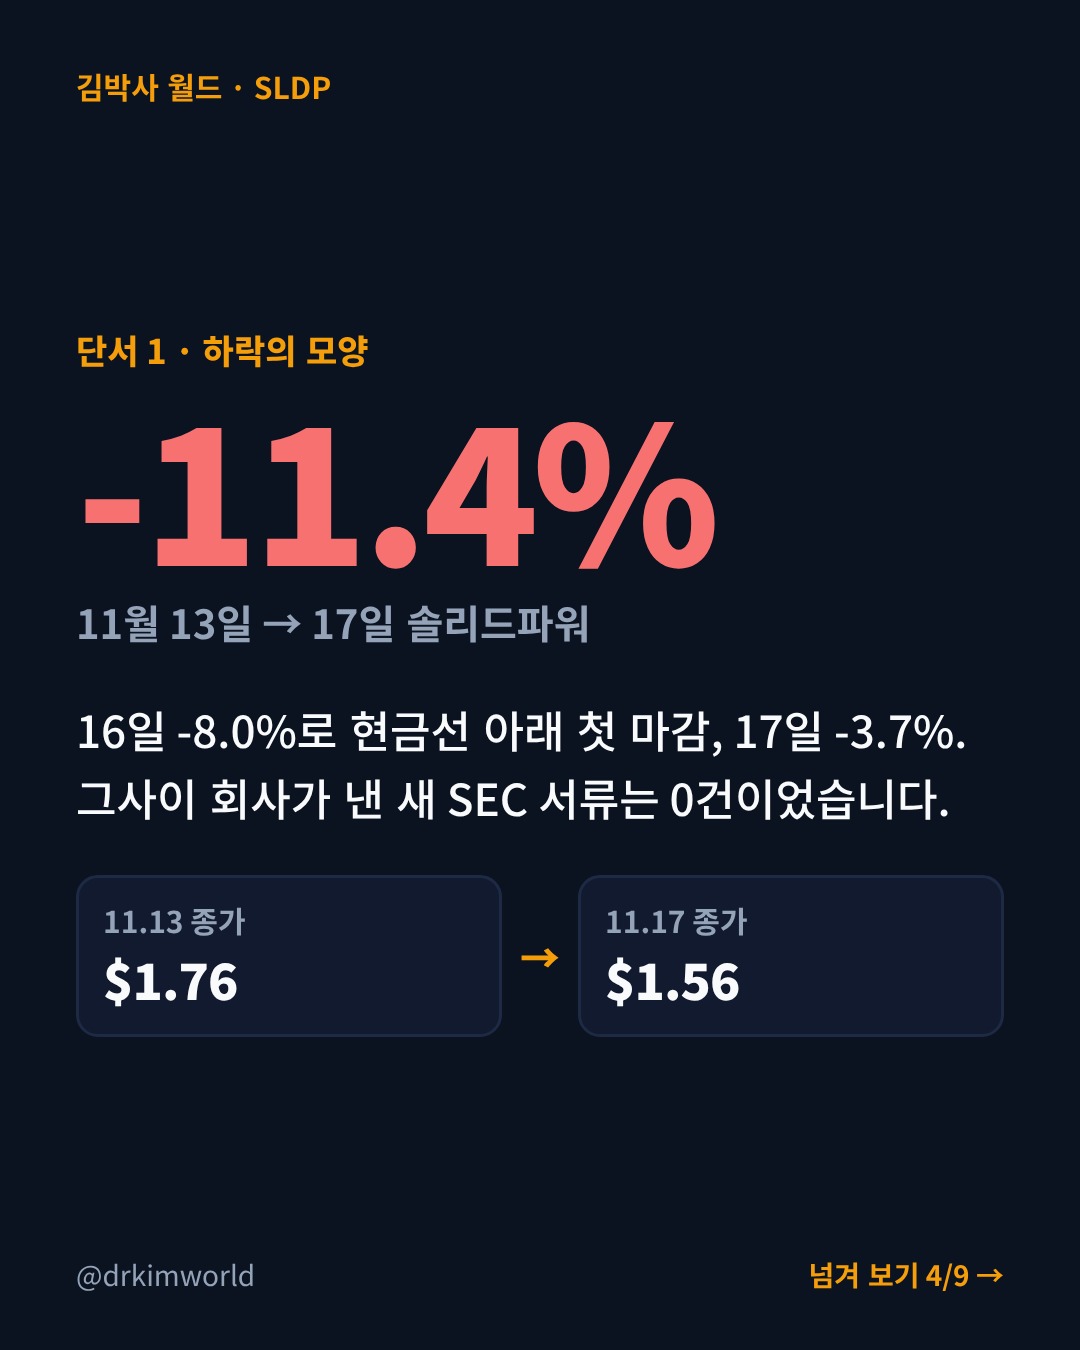 김박사 월드 · SLDP
단서 1 · 하락의 모양
-11.4%
11월 13일 → 17일 솔리드파워
16일 -8.0%로 현금선 아래 첫 마감, 17일 -3.7%.
그사이 회사가 낸 새 SEC 서류는 0건이었습니다.
11.13 종가
$1.76
→
11.17 종가
$1.56
@drkimworld
넘겨 보기 4/9 →